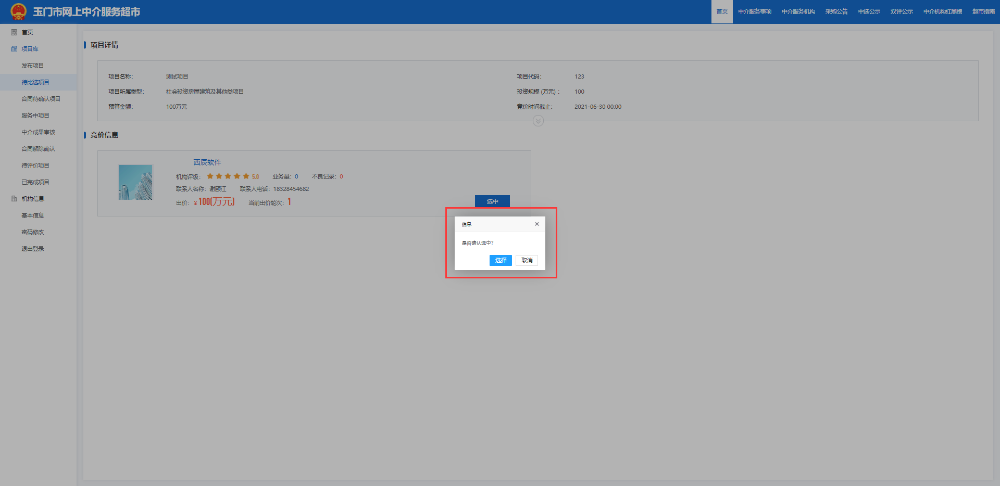 玉门市网上中介服务超市
首页 中介服务事项 中介服务机构 采购公告 中选公示 双评公示 中介机构红黑榜 超市指南
首页
项目库
发布项目
待比选项目
合同待确认项目
服务中项目
中介成果审核
合同解除确认
待评价项目
已完成项目
机构信息
基本信息
密码修改
退出登录
项目详情
项目名称: 测试项目 项目代码: 123
项目所属类型: 社会投资房屋建筑及其他类项目 投资规模 (万元) : 100
预算金额: 100万元 竞价时间截止: 2021-06-30 00:00
竞价信息
西辰软件
机构评级: 5.0 业务量: 0 不良记录: 0
联系人名称: 谢颐江 联系人电话: 18328454682
出价: ¥100(万元) 当前出价轮次: 1
选中
信息
是否确认选中?
选择 取消